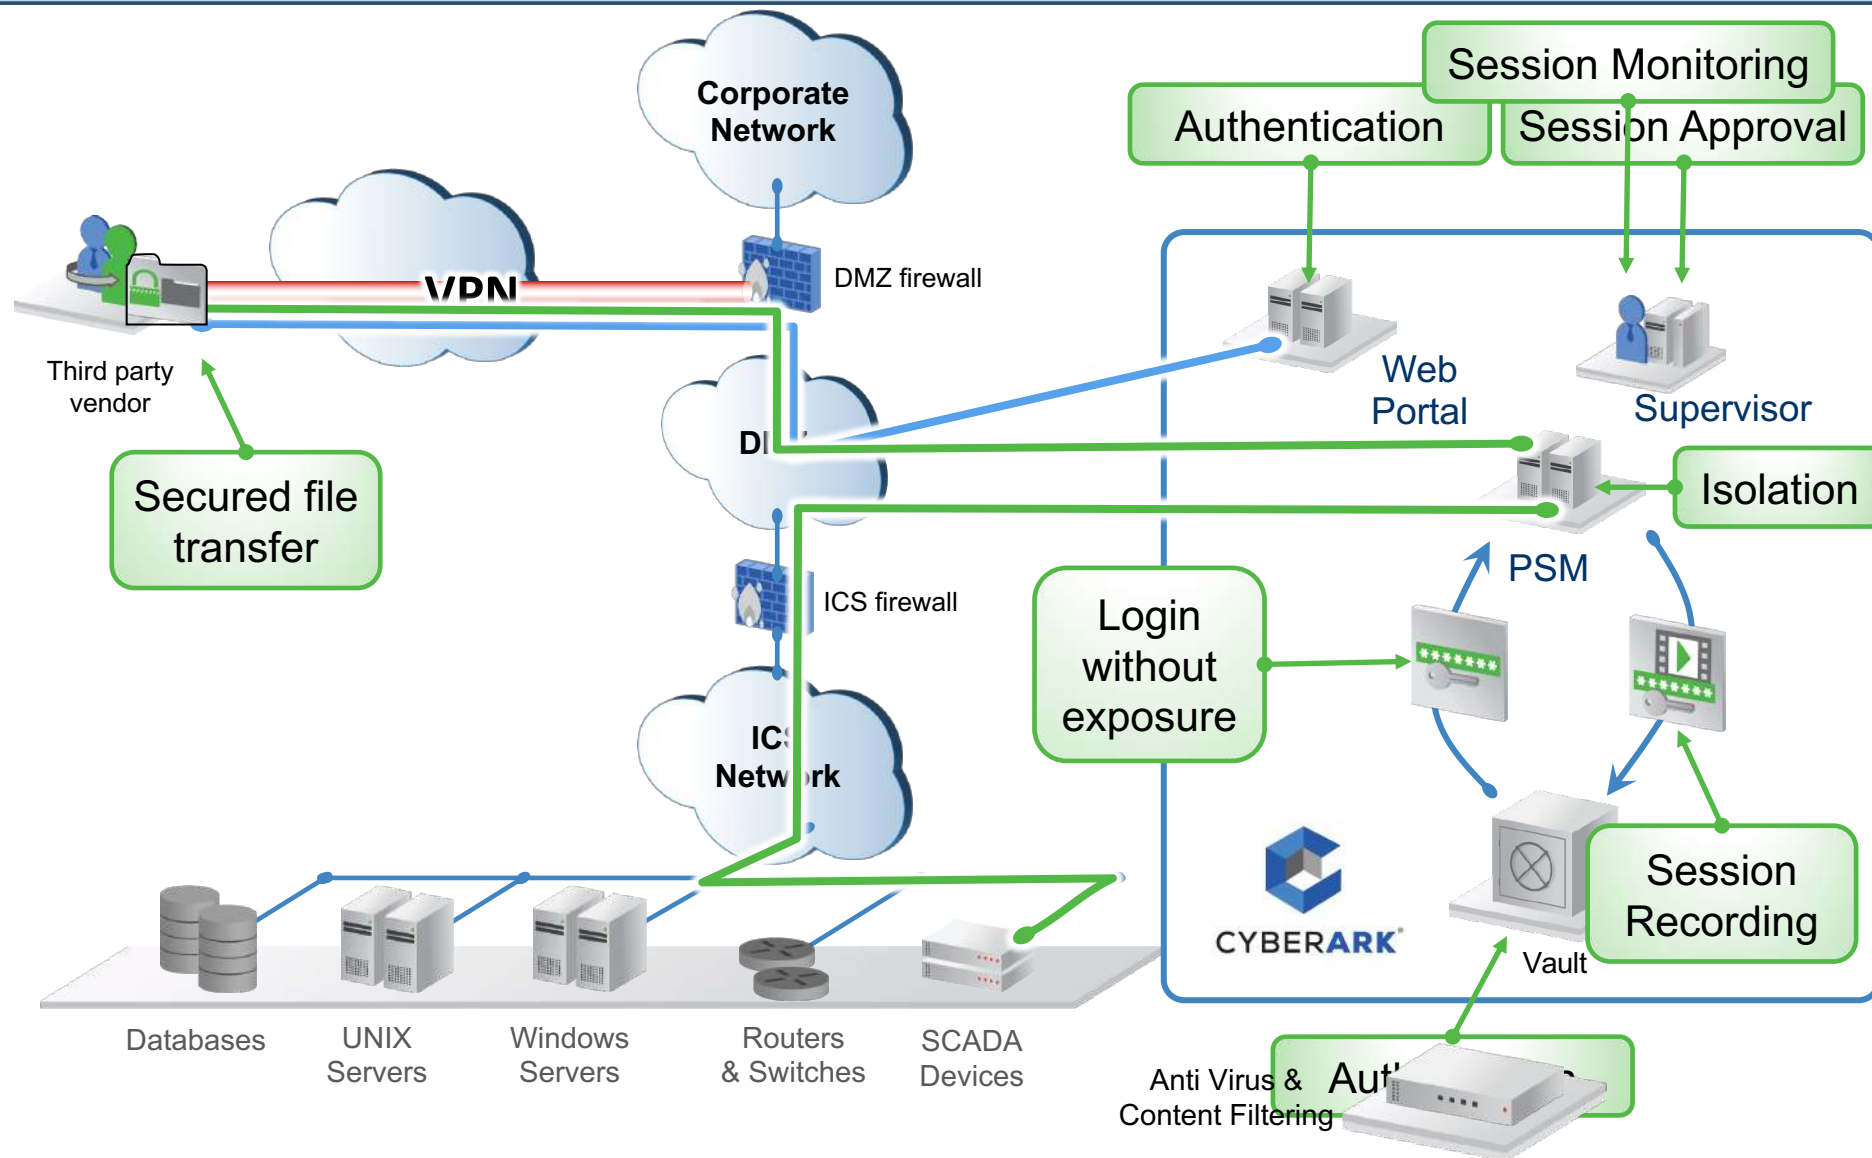 Session Monitoring
Corporate
Network
Authentication
Session Approval
DMZ firewall
VPN
Third party
vendor
Web
Portal
Supervisor
Secured file
transfer
Isolation
PSM
ICS firewall
Login
without
exposure
ICS
Network
Session
Recording
CYBERARK
Vault
Databases
UNIX
Servers
Windows
Servers
Routers
& Switches
SCADA
Devices
Anti Virus &
Content Filtering